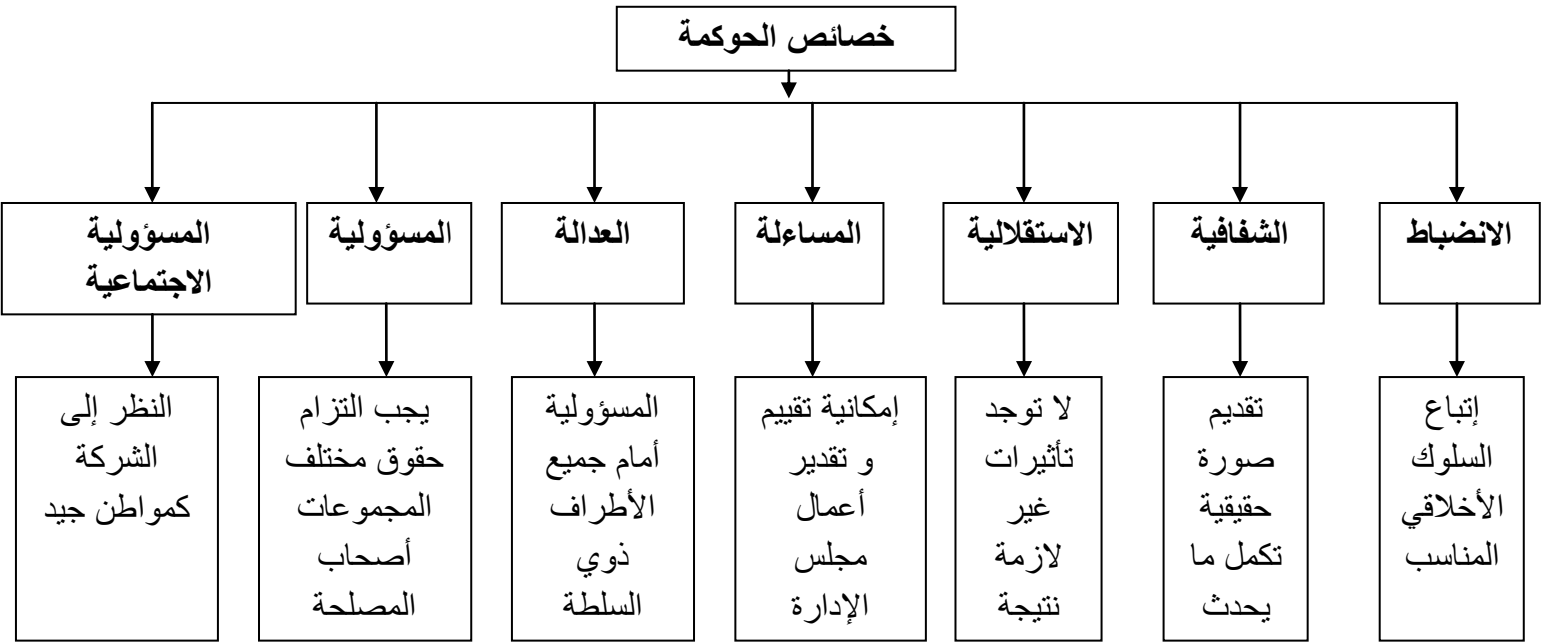 خصائص الحوكمة
الانضباط
الشفافية
الاستقلالية
المساءلة
العدالة
المسؤولية
المسؤولية
الاجتماعية
إتباع
السلوك
الأخلاقي
المناسب
تقديم
صورة
حقيقية
تكمل ما
يحدث
لا توجد
تأثيرات
غير
لازمة
نتيجة
إمكانية تقييم
و تقدير
أعمال
مجلس
الإدارة
المسؤولية
أمام جميع
الأطراف
ذوي
السلطة
يجب التزام
حقوق مختلف
المجموعات
أصحاب
المصلحة
النظر إلى
الشركة
كمواطن جيد